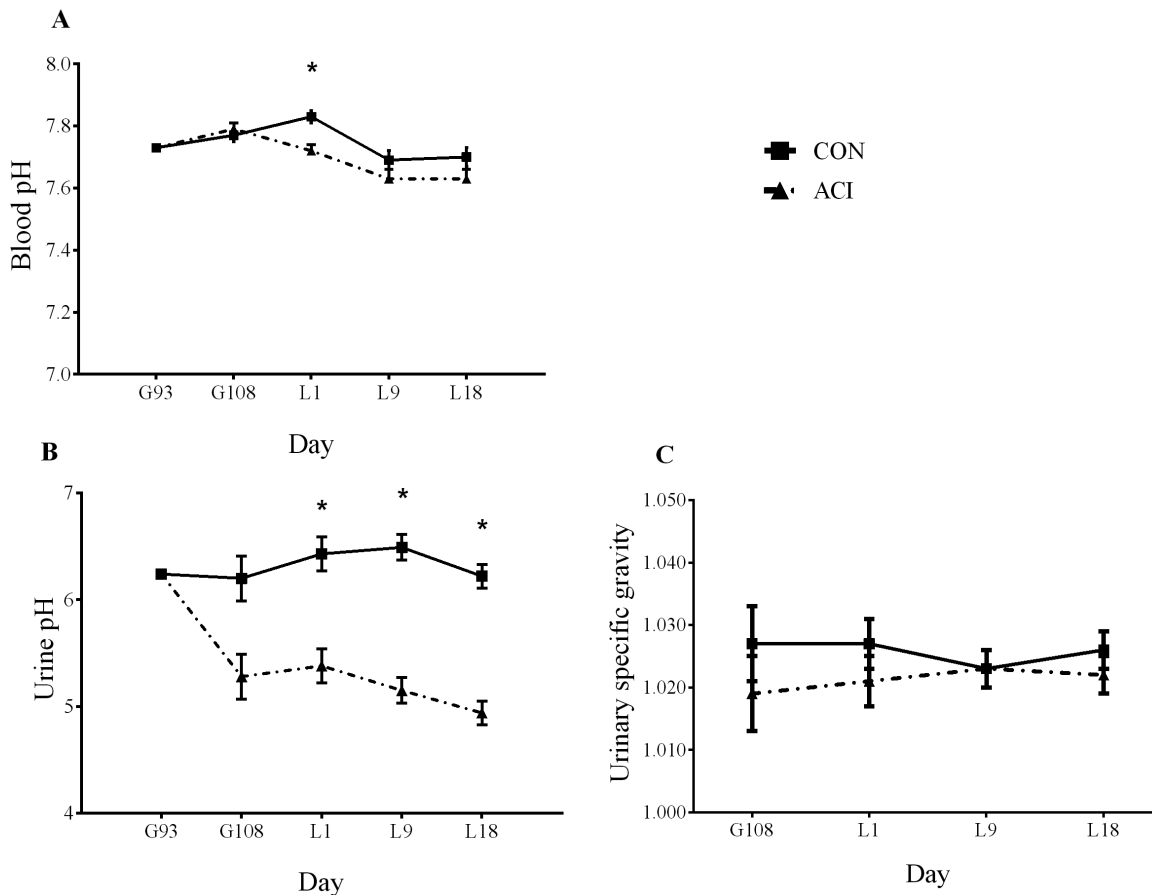 A
8.0
*
7.8
7.6
7.4
7.2
7.0
Blood pH
G93 G108 L1 L9 L18
Day
CON
ACI
B
7
* * *
6
5
4
Urine pH
G93 G108 L1 L9 L18
Day
C
1.050
1.040
1.030
1.020
1.010
1.000
Urinary specific gravity
G108 L1 L9 L18
Day